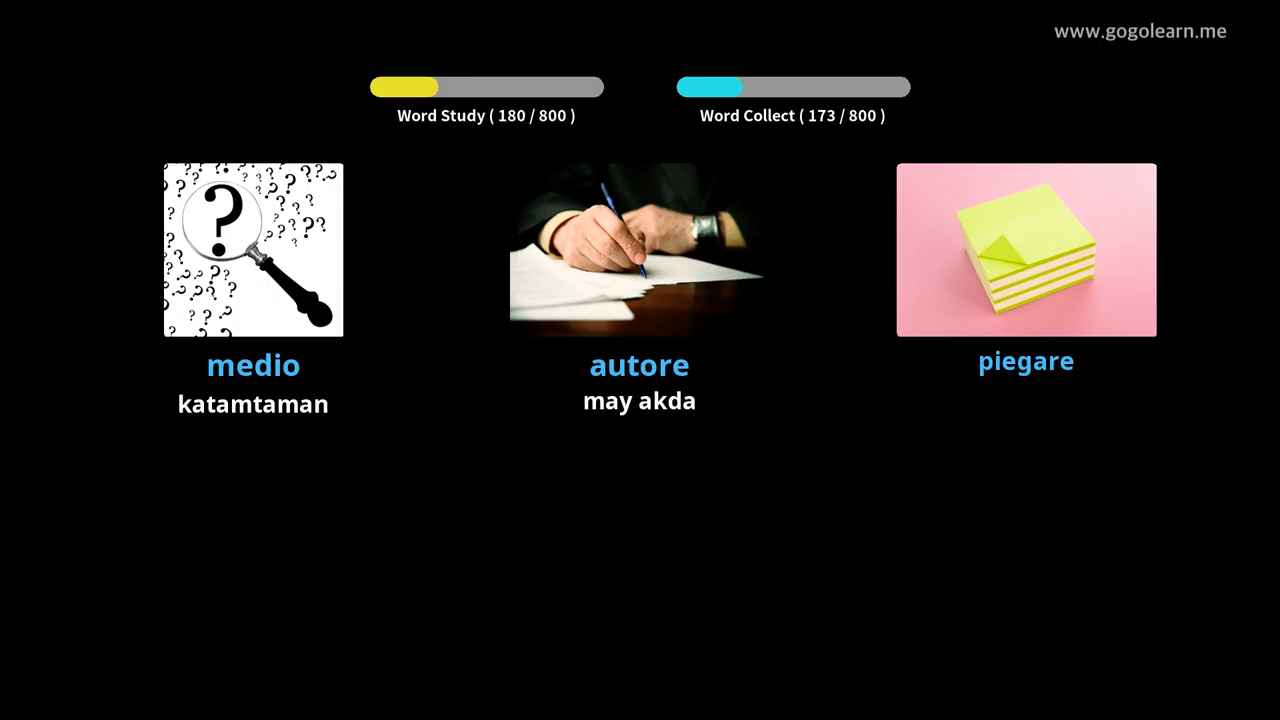 www.gogolearn.me
Word Study ( 180 / 800 )
Word Collect ( 173 / 800 )
medio
katamtaman
autore
may akda
piegare